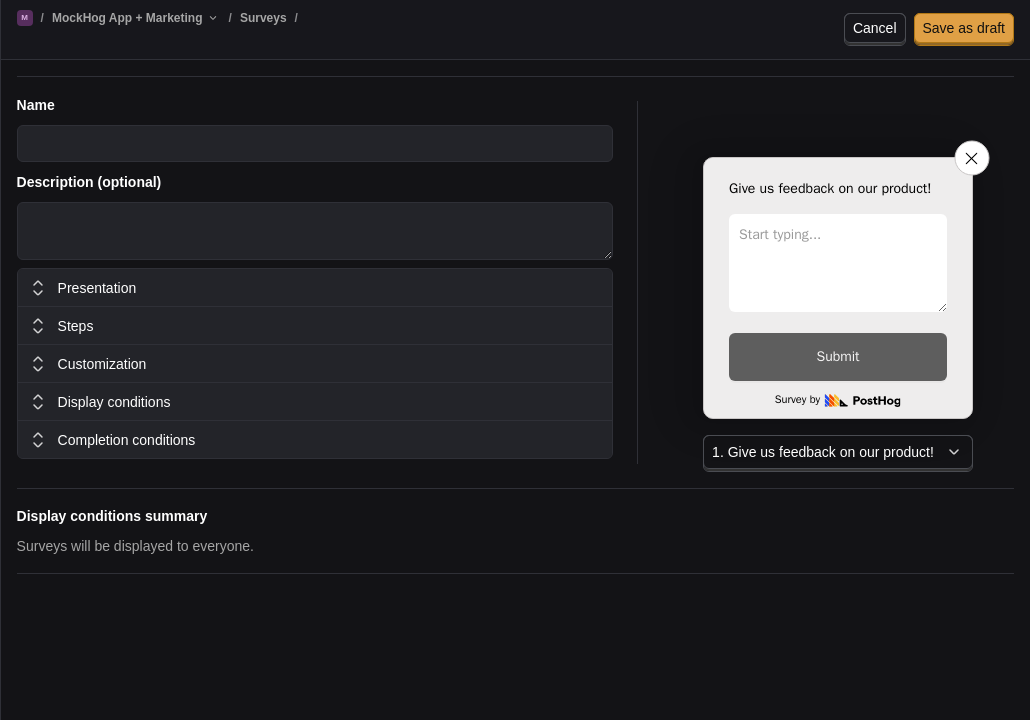 M / MockHog App + Marketing / Surveys /
Cancel
Save as draft
Name
Description (optional)
Presentation
Steps
Customization
Display conditions
Completion conditions
Give us feedback on our product!
Start typing...
Submit
Survey by PostHog
1. Give us feedback on our product!
Display conditions summary
Surveys will be displayed to everyone.